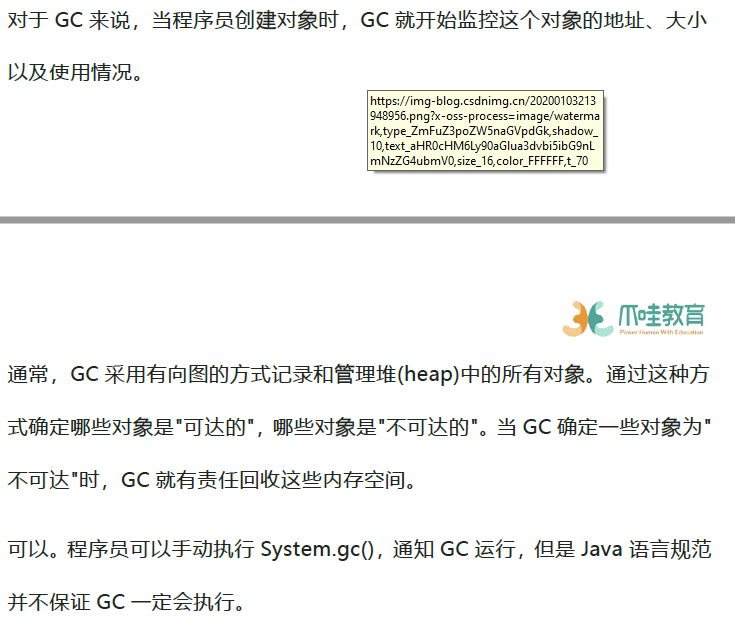 对于 GC 来说，当程序员创建对象时，GC 就开始监控这个对象的地址、大小
以及使用情况。
https://img-blog.csdnimg.cn/20200103213
948956.png?x-oss-process=image/waterma
rk,type_ZmFuZ3poZW5naGVpdGk,shadow_
10,text_aHR0cHM6Ly90aGlua3dvbi5ibG9nL
mNzZG4ubmV0,size_16,color_FFFFFF,t_70
爪哇教育
Power Human With Education
通常，GC 采用有向图的方式记录和管理堆(heap)中的所有对象。通过这种方
式确定哪些对象是"可达的"，哪些对象是"不可达的"。当 GC 确定一些对象为"
不可达"时，GC 就有责任回收这些内存空间。
可以。程序员可以手动执行 System.gc()，通知 GC 运行，但是 Java 语言规范
并不保证 GC 一定会执行。